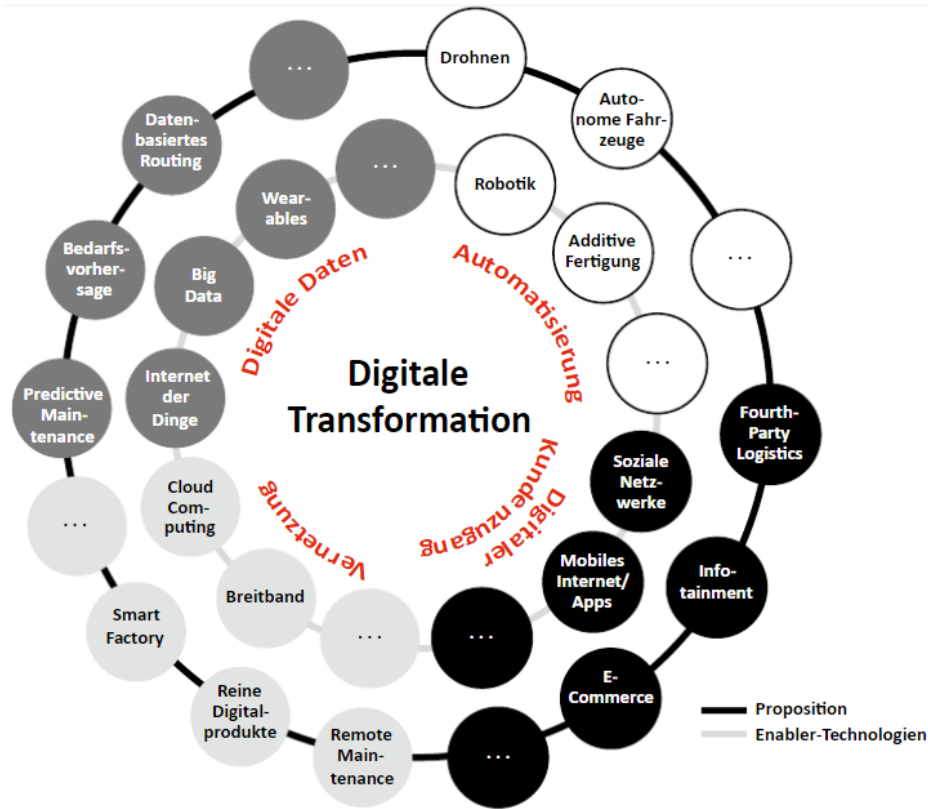 Digitale
Transformation
Digitale Daten
Automatisierung
Digitaler
Kunde nzugang
Vernetzung
...
Drohnen
Auto-
nome Fahr-
zeuge
...
Fourth-
Party
Logistics
Info-
tainment
E-
Commerce
...
Remote
Main-
tenance
Reine
Digital-
produkte
Smart
Factory
...
Predictive
Main-
tenance
Bedarfs-
vorher-
sage
Daten-
basiertes
Routing
...
Robotik
Additive
Fertigung
...
Soziale
Netz-
werke
Mobiles
Internet/
Apps
...
...
Breitband
Cloud
Com-
puting
Internet
der
Dinge
Big
Data
Wear-
ables
Proposition
Enabler-Technologien